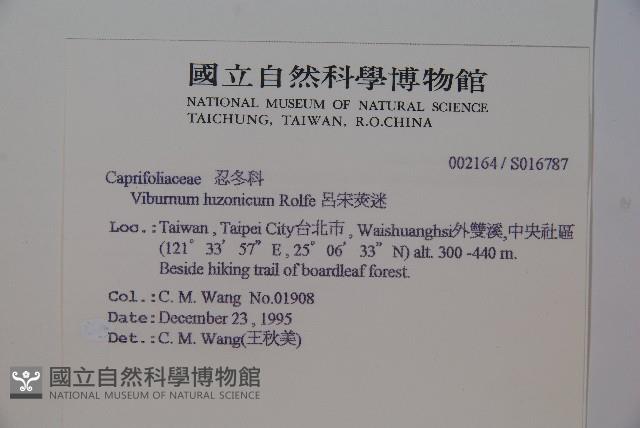 國立自然科學博物館
NATIONAL MUSEUM OF NATURAL SCIENCE
TAICHUNG, TAIWAN, R.O.CHINA
002164 / S016787
Caprifoliaceae 忍冬科
Viburnum luzonicum Rolfe 呂宋莢迷
Loc.:Taiwan , Taipei City台北市 , Waishuanghsi外雙溪,中央社區
(121° 33' 57" E , 25° 06' 33" N) alt. 300 -440 m.
Beside hiking trail of boardleaf forest.
Col.:C. M. Wang No.01908
Date:December 23 , 1995
Det.:C. M. Wang(王秋美)
國立自然科學博物館
NATIONAL MUSEUM OF NATURAL SCIENCE